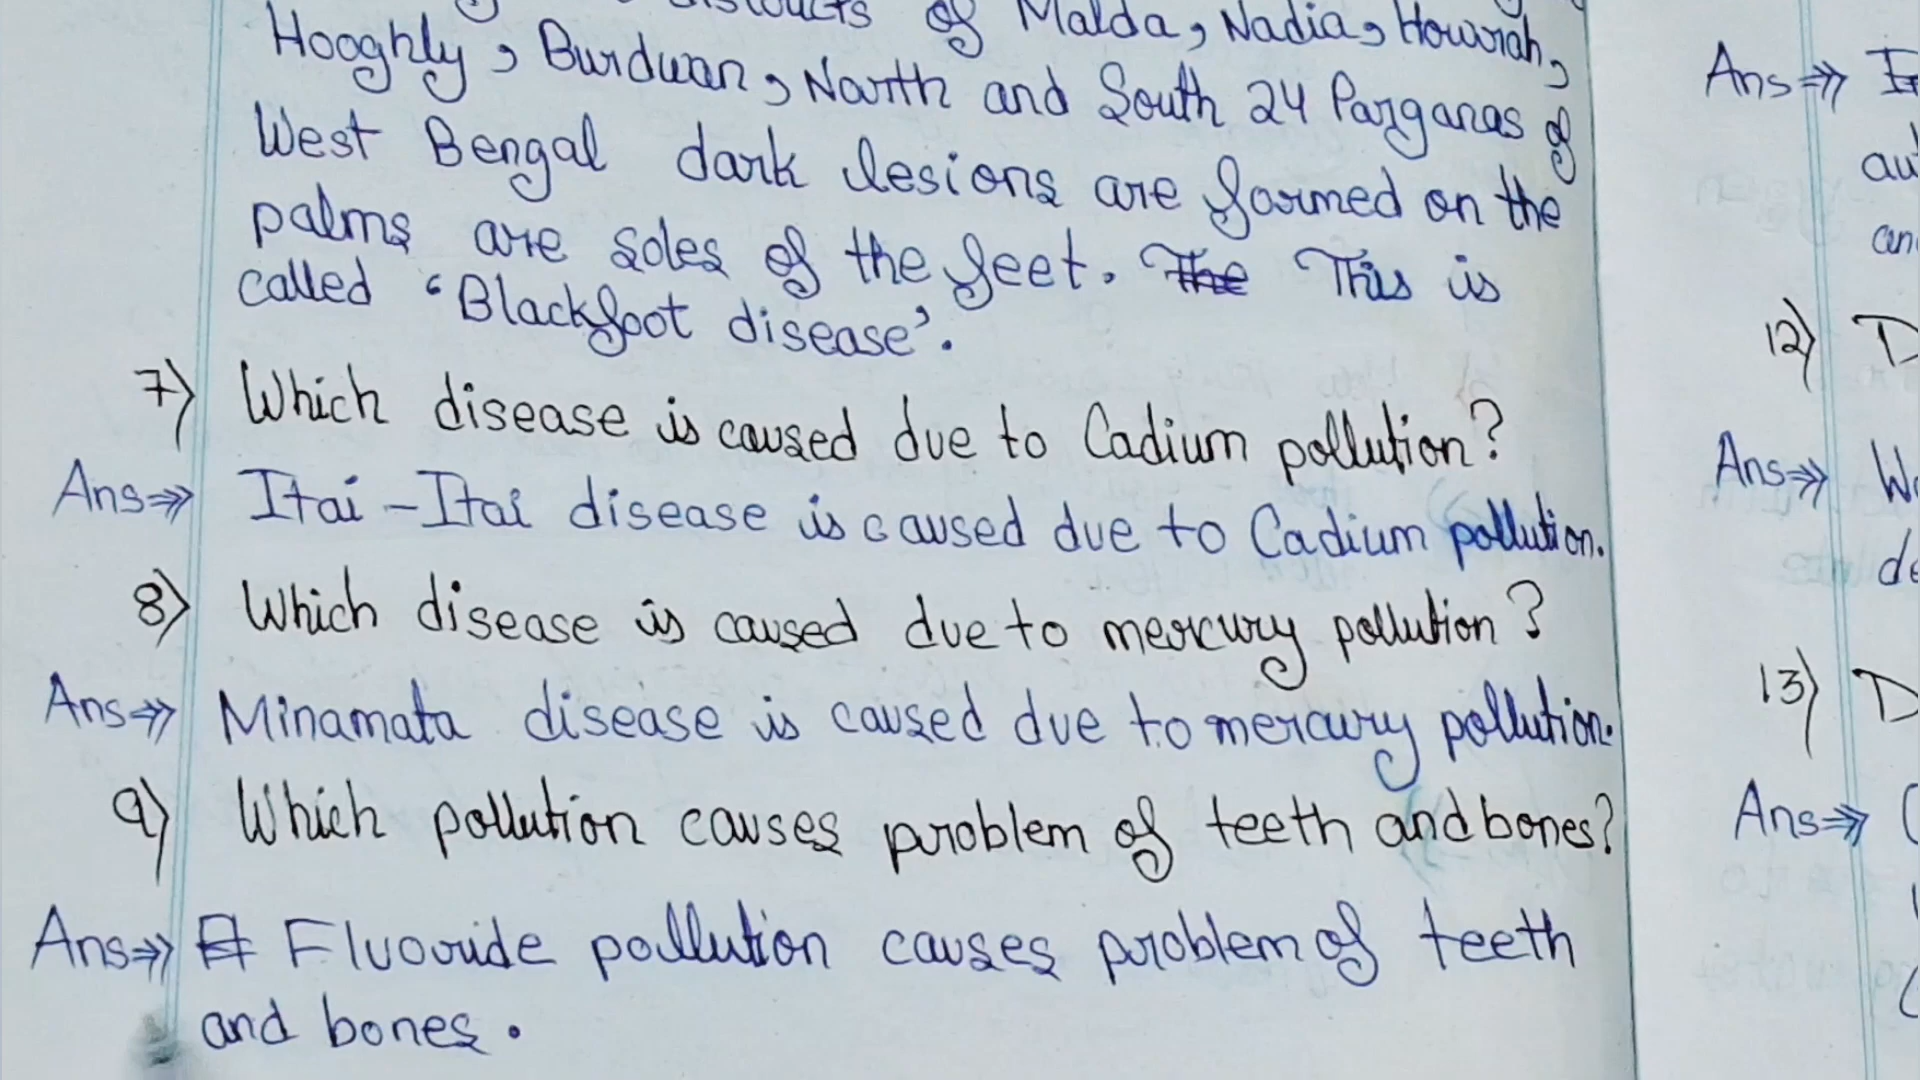 of Malda, Nadia, Howrah,
Hooghly, Burdwan, North and South 24 Parganas of
West Bengal dark lesions are formed on the
palms are soles of the feet. The This is
called 'Blackfoot disease'.
7) Which disease is caused due to Cadium pollution?
Ans⇒ Itai-Itai disease is caused due to Cadium pollution.
8) Which disease is caused due to mercury pollution?
Ans⇒ Minamata disease is caused due to mercury pollution.
9) Which pollution causes problem of teeth and bones?
Ans⇒ Fluoride pollution causes problem of teeth
and bones.
Ans⇒
12) D
Ans⇒
13) D
Ans⇒